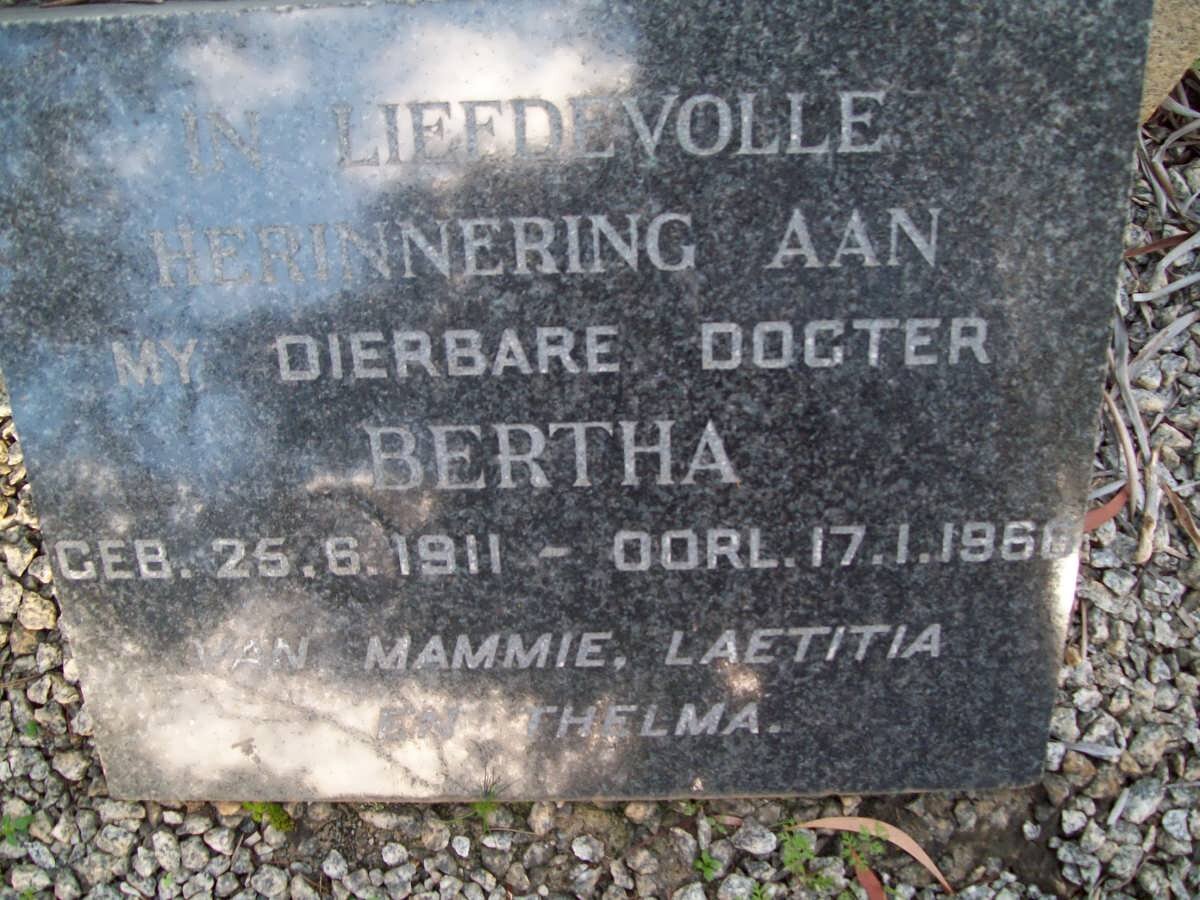 IN LIEFDEVOLLE
HERINNERING AAN
MY DIERBARE DOGTER
BERTHA
GEB. 25.6.1911 - OORL. 17.1.1966
VAN MAMMIE, LAETITIA
EN THELMA.